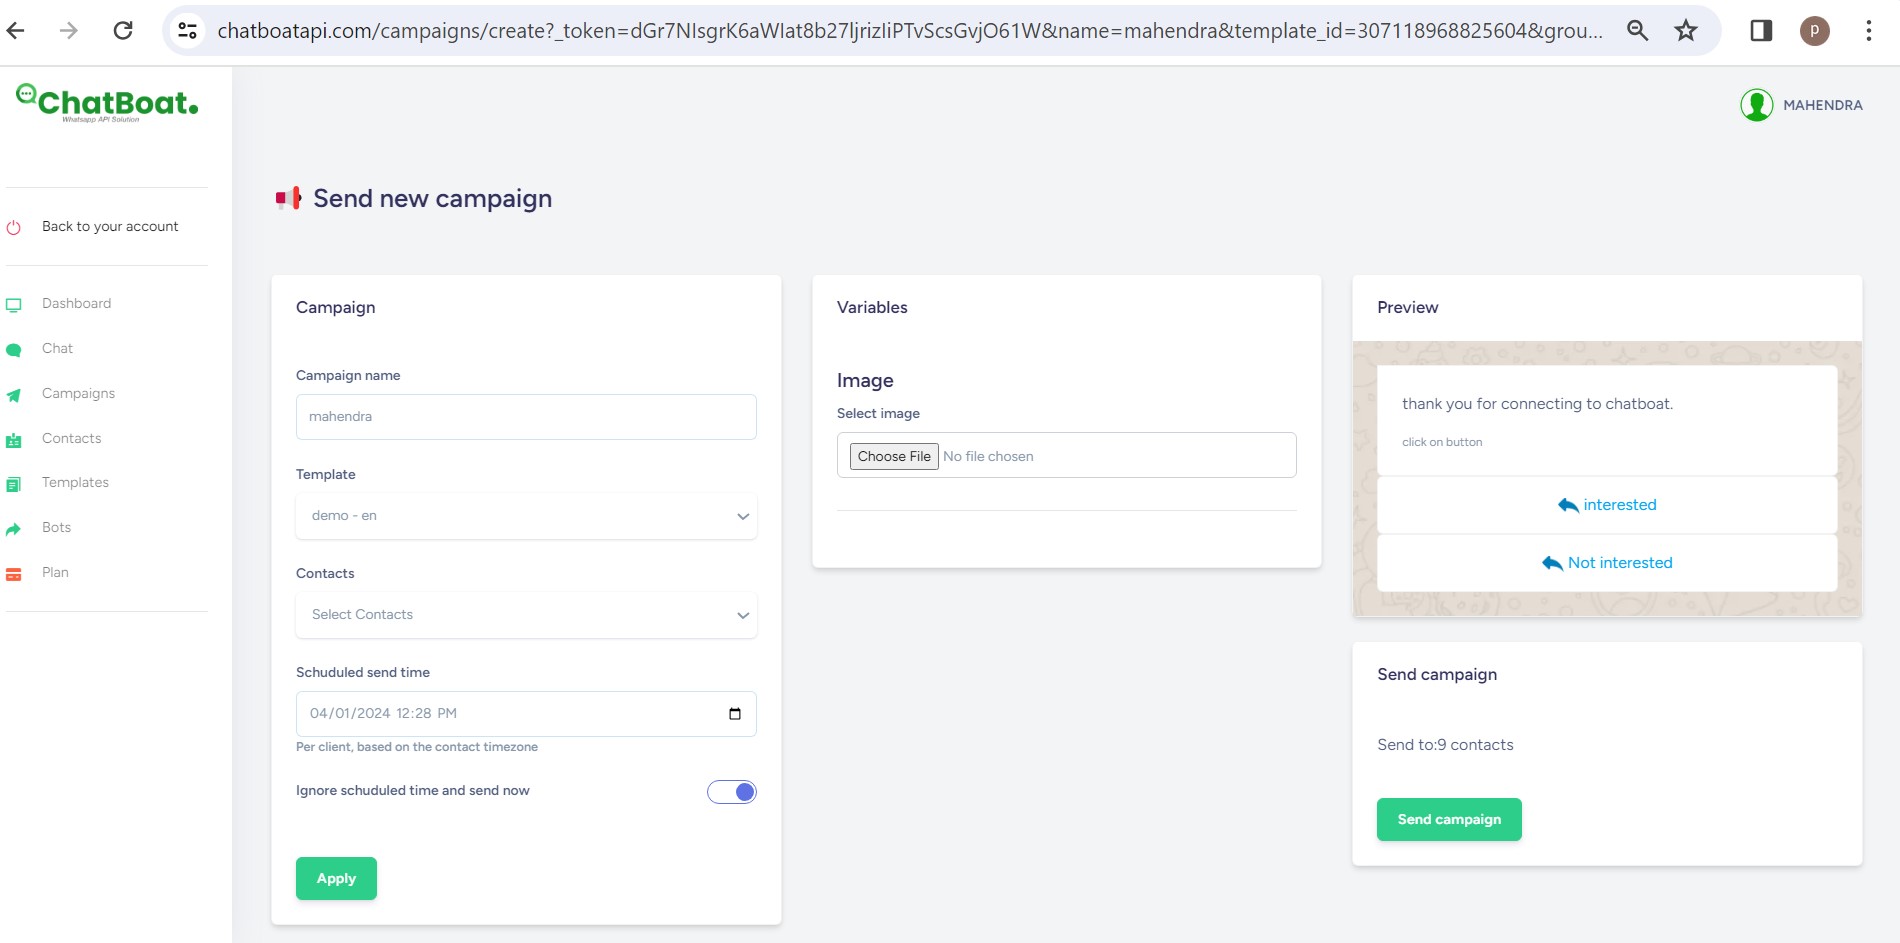 chatboatapi.com/campaigns/create?_token=dGr7NIsgrK6aWIat8b27ljrizIiPTvScsGvjO61W&name=mahendra&template_id=307118968825604&grou...
p
ChatBoat.
Whatsapp API Solution
MAHENDRA
Send new campaign
Back to your account
Dashboard
Chat
Campaigns
Contacts
Templates
Bots
Plan
Campaign
Campaign name
mahendra
Template
demo - en
Contacts
Select Contacts
Schuduled send time
04/01/2024 12:28 PM
Per client, based on the contact timezone
Ignore schuduled time and send now
Apply
Variables
Image
Select image
Choose File No file chosen
Preview
thank you for connecting to chatboat.
click on button
interested
Not interested
Send campaign
Send to:9 contacts
Send campaign